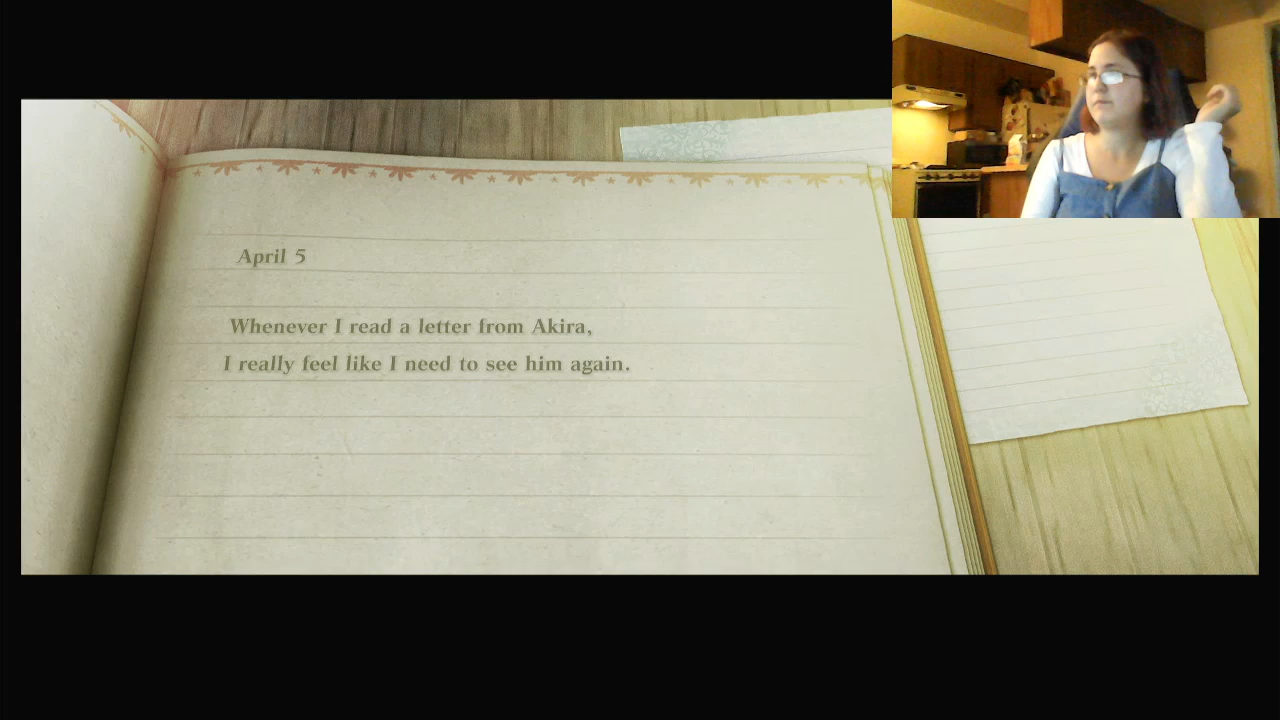 April 5
Whenever I read a letter from Akira,
I really feel like I need to see him again.